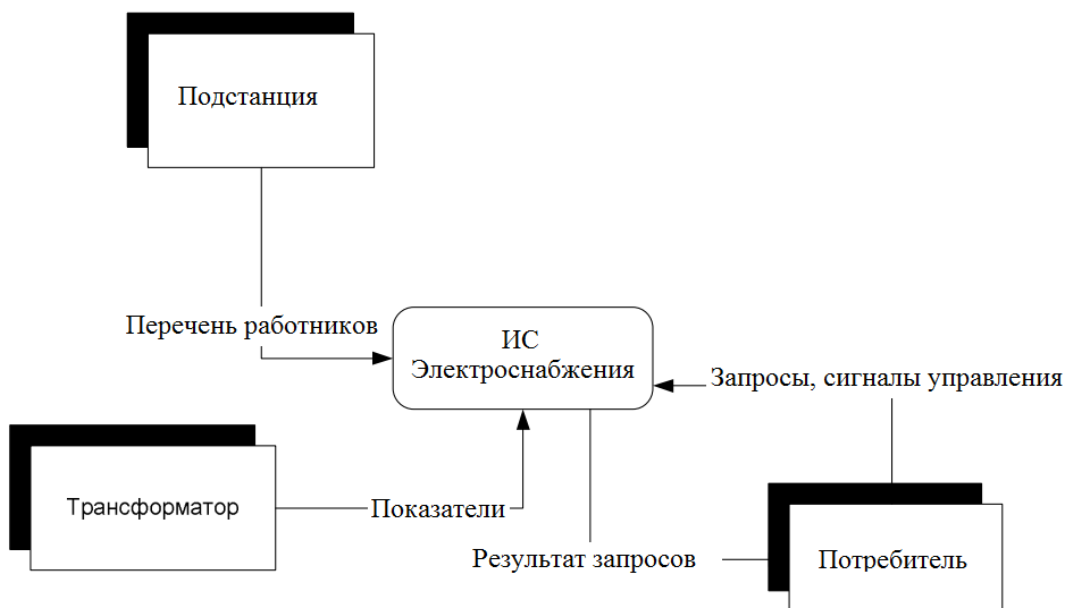 Подстанция
Перечень работников
ИС
Электроснабжения
Запросы, сигналы управления
Трансформатор
Показатели
Результат запросов
Потребитель